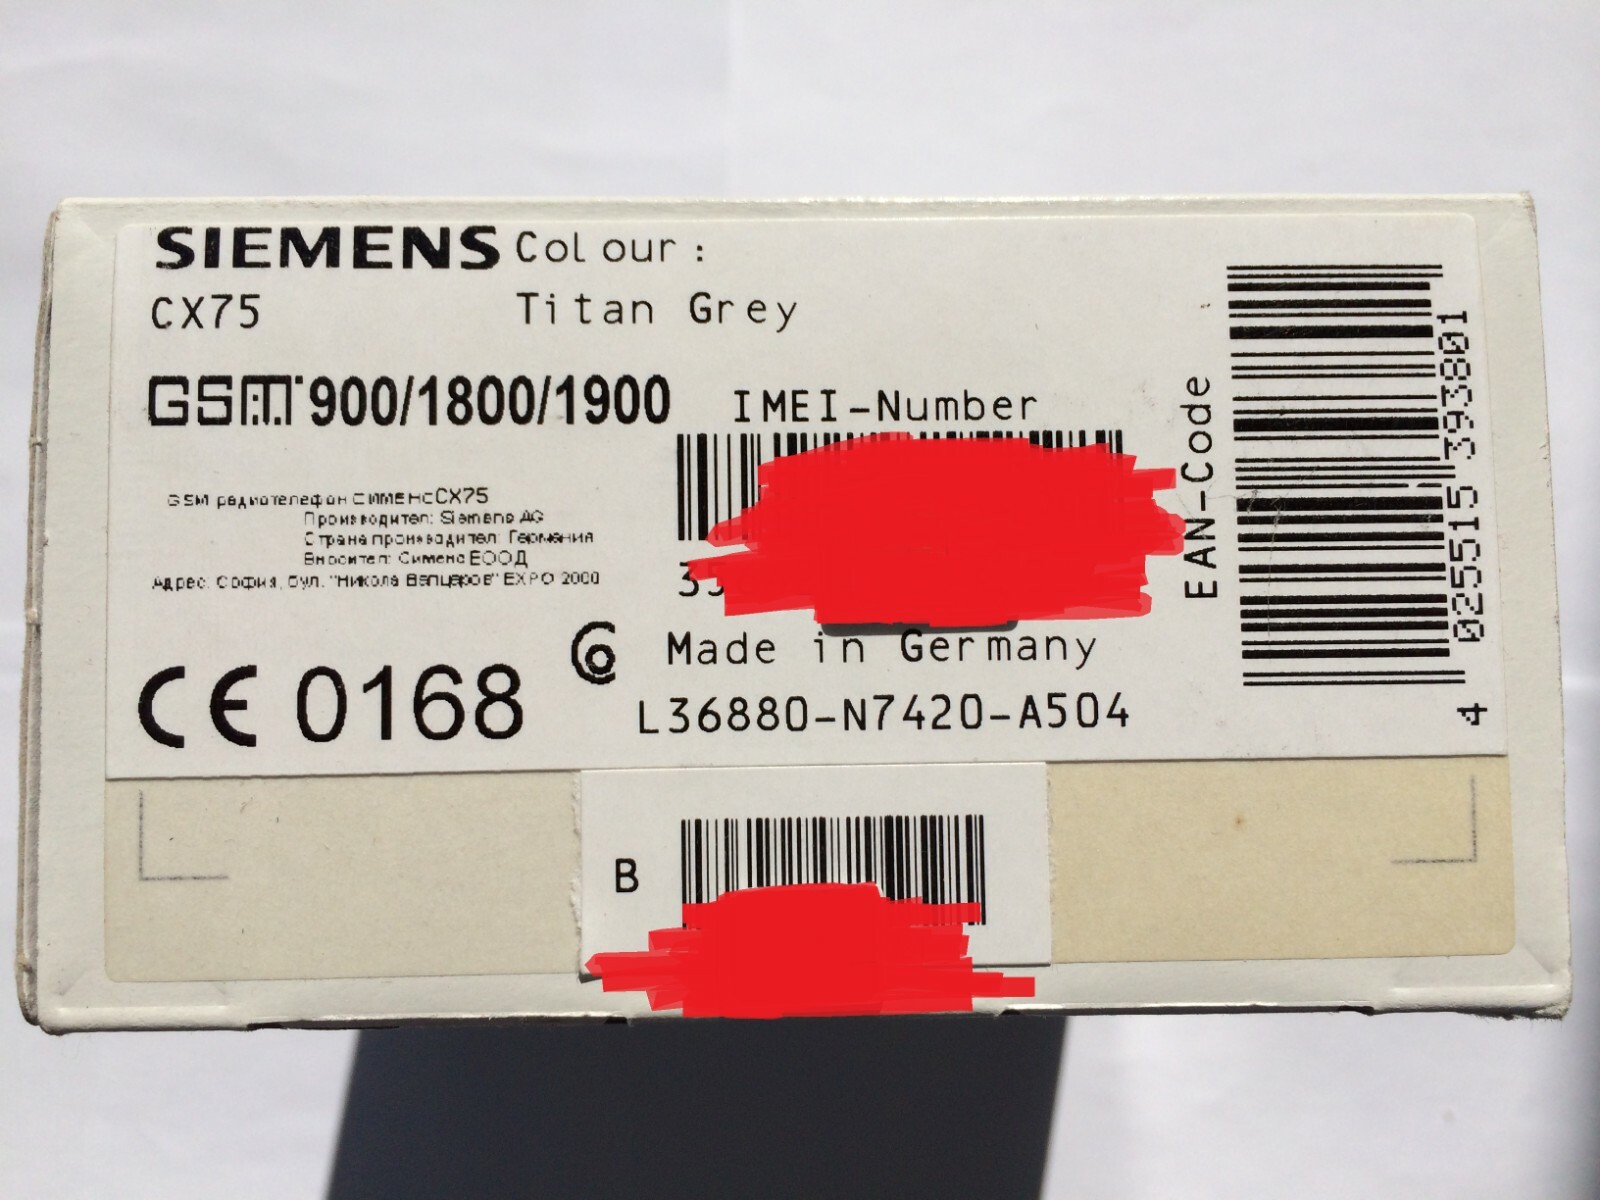 SIEMENS Colour:
CX75 Titan Grey
GSM 900/1800/1900
IMEI-Number
GSM радиотелефон СИМЕНС CX75
Производител: Siemens AG
Страна производител: Германия
Вносител: Сименс ЕООД
Адрес: София, бул. "Никола Вапцаров" EXPO 2000
Made in Germany
CE 0168
L36880-N7420-A504
EAN-Code
4 025515 393801
B